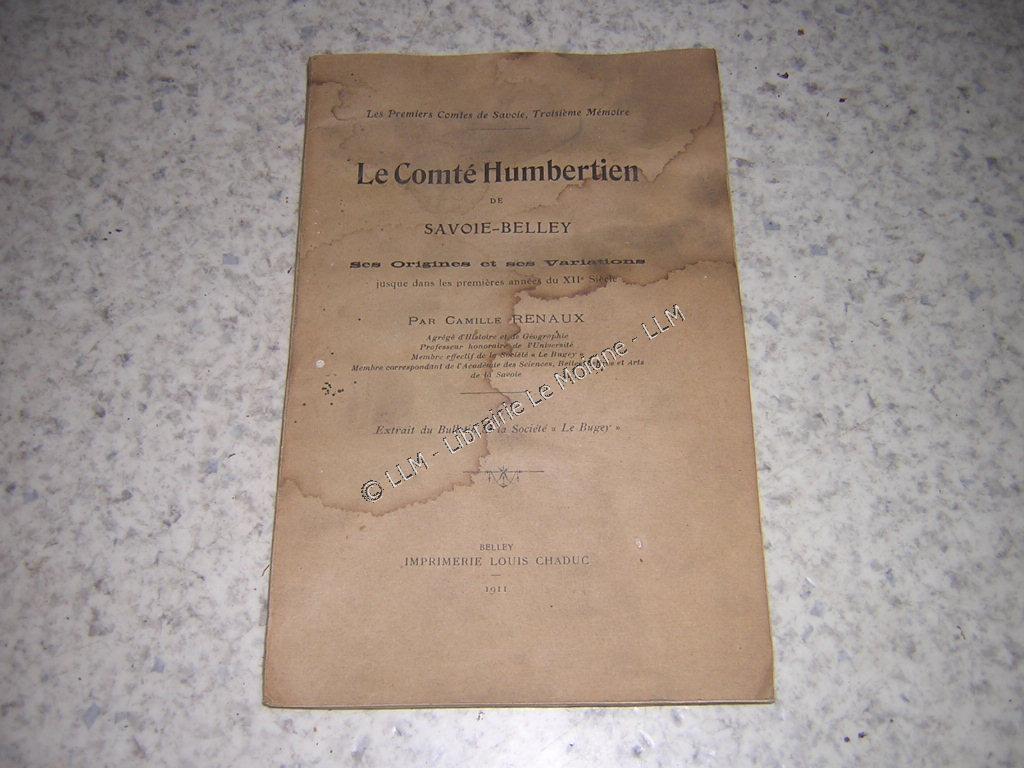 Les Premiers Comtes de Savoie, Troisième Mémoire
Le Comté Humbertien
DE
SAVOIE-BELLEY
Ses Origines et ses Variations
jusque dans les premières années du XIIe Siècle
PAR CAMILLE RENAUX
Agrégé d'Histoire et de Géographie
Professeur honoraire de l'Université
Membre effectif de la Société « Le Bugey »
Membre correspondant de l'Académie des Sciences, Belles-Lettres et Arts
de la Savoie
Extrait du Bulletin de la Société « Le Bugey »
BELLEY
IMPRIMERIE LOUIS CHADUC
1911
© LLM - Librairie Le Moigne - LLM